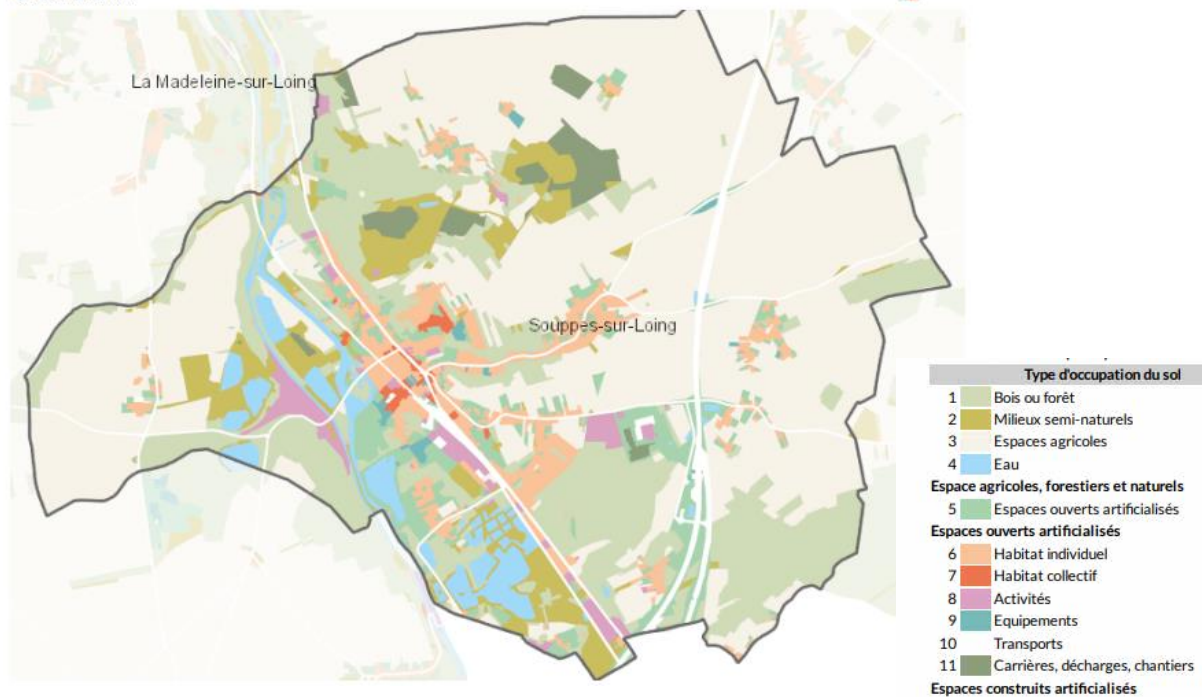 La Madeleine-sur-Loing
Souppes-sur-Loing
Type d'occupation du sol
1 Bois ou forêt
2 Milieux semi-naturels
3 Espaces agricoles
4 Eau
Espace agricoles, forestiers et naturels
5 Espaces ouverts artificialisés
Espaces ouverts artificialisés
6 Habitat individuel
7 Habitat collectif
8 Activités
9 Equipements
10 Transports
11 Carrières, décharges, chantiers
Espaces construits artificialisés